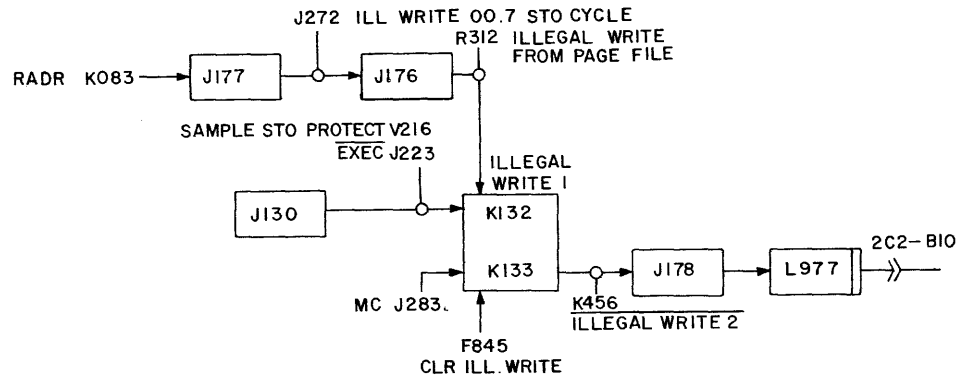 J272 ILL WRITE 00.7 STO CYCLE
R312 ILLEGAL WRITE
FROM PAGE FILE
RADR K083
J177
J176
SAMPLE STO PROTECT V216
EXEC J223
ILLEGAL
WRITE 1
J130
K132
K133
2C2-B10
J178
L977
MC J283.
K456
ILLEGAL WRITE 2
F845
CLR ILL. WRITE